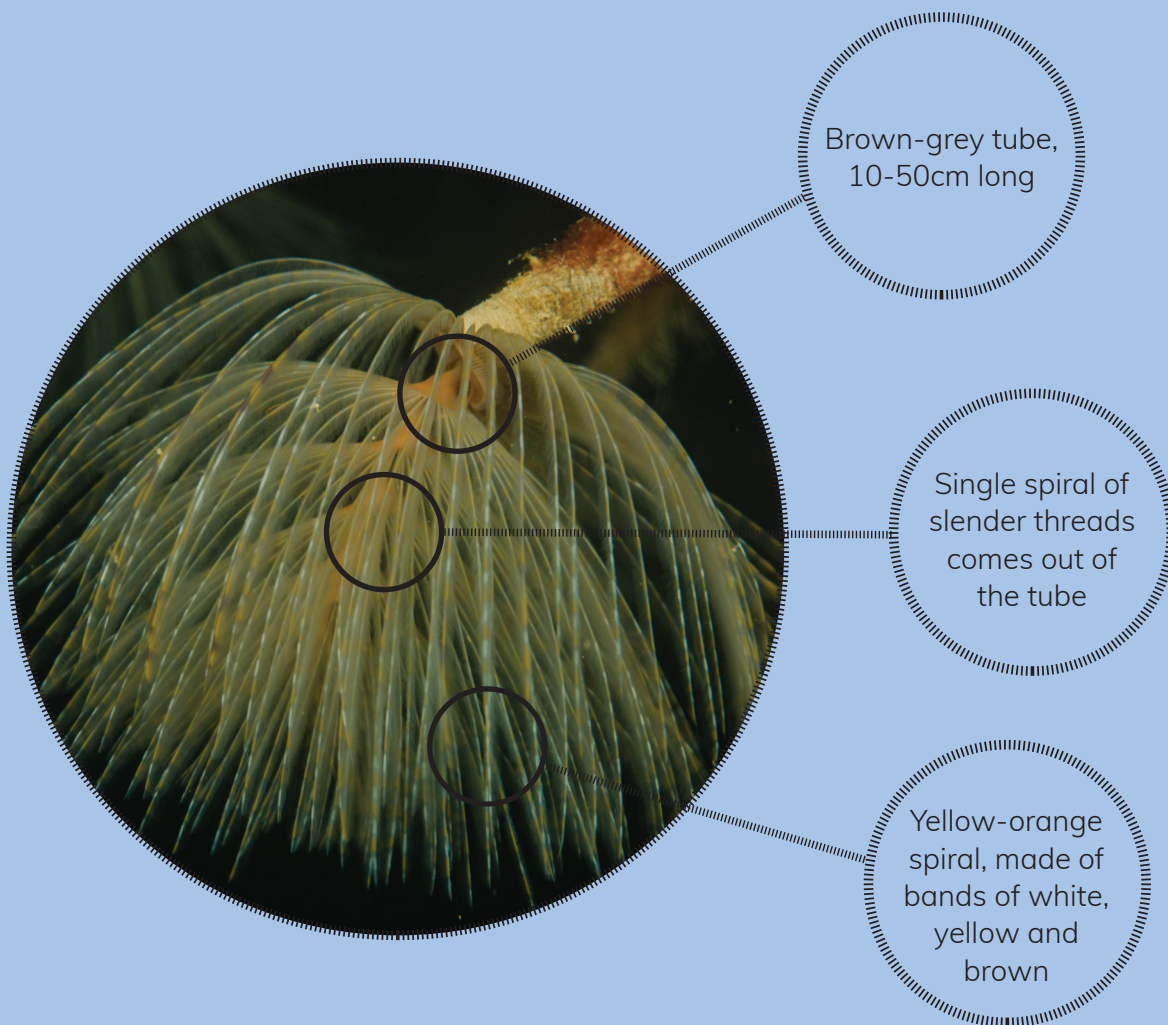 Brown-grey tube,
10-50cm long
Single spiral of
slender threads
comes out of
the tube
Yellow-orange
spiral, made of
bands of white,
yellow and
brown